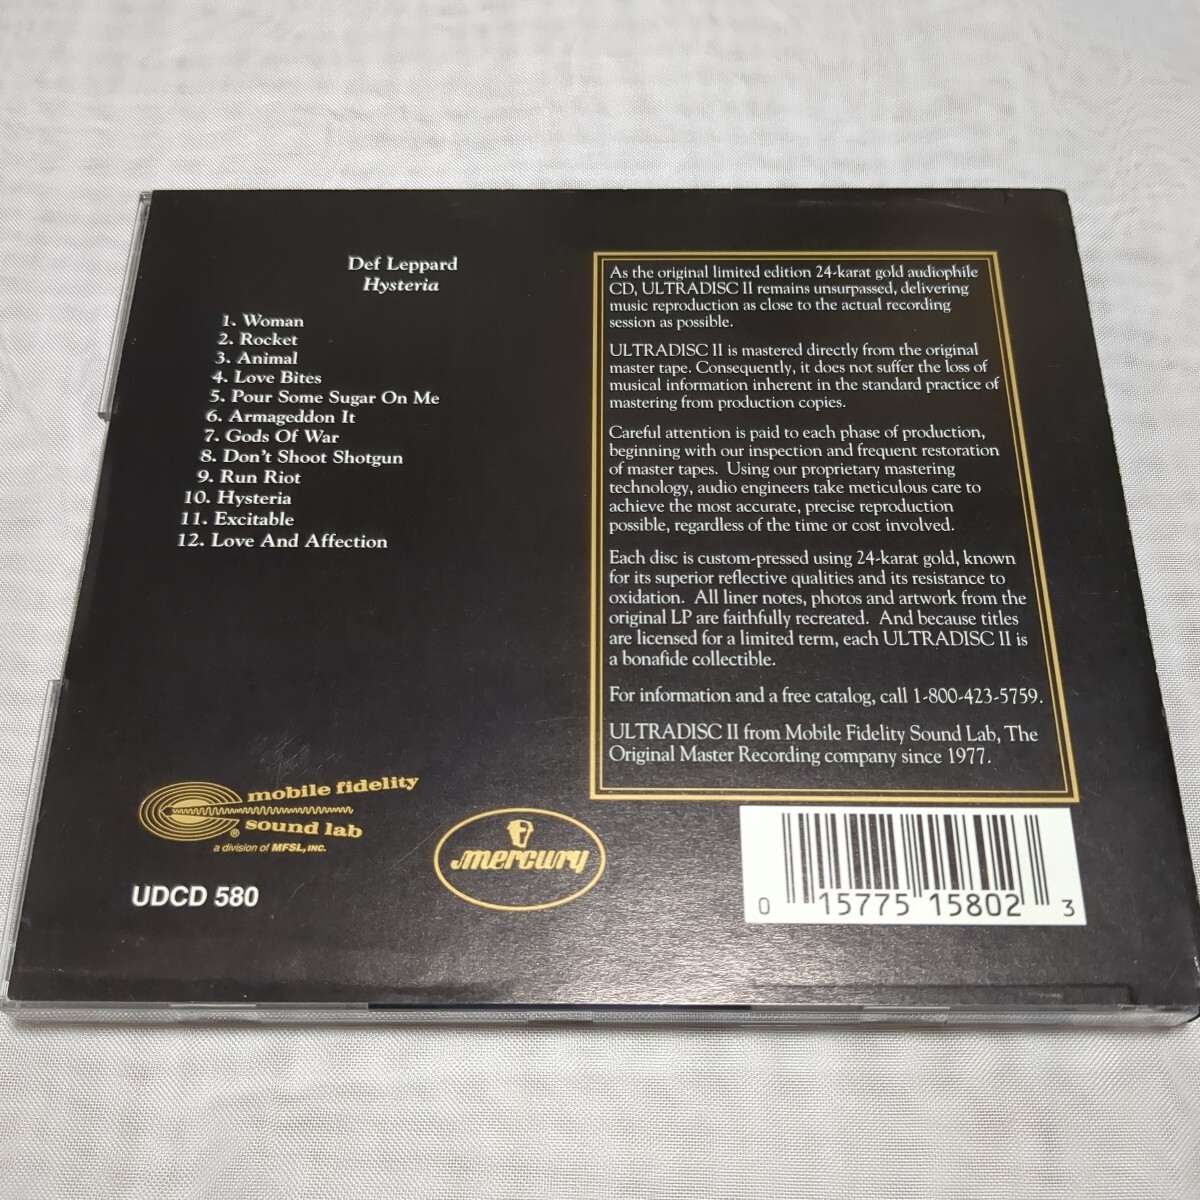 Def Leppard
Hysteria
1. Woman
2. Rocket
3. Animal
4. Love Bites
5. Pour Some Sugar On Me
6. Armageddon It
7. Gods Of War
8. Don't Shoot Shotgun
9. Run Riot
10. Hysteria
11. Excitable
12. Love And Affection
As the original limited edition 24-karat gold audiophile
CD, ULTRADISC II remains unsurpassed, delivering
music reproduction as close to the actual recording
session as possible.
ULTRADISC II is mastered directly from the original
master tape. Consequently, it does not suffer the loss of
musical information inherent in the standard practice of
mastering from production copies.
Careful attention is paid to each phase of production,
beginning with our inspection and frequent restoration
of master tapes. Using our proprietary mastering
technology, audio engineers take meticulous care to
achieve the most accurate, precise reproduction
possible, regardless of the time or cost involved.
Each disc is custom-pressed using 24-karat gold, known
for its superior reflective qualities and its resistance to
oxidation. All liner notes, photos and artwork from the
original LP are faithfully recreated. And because titles
are licensed for a limited term, each ULTRADISC II is
a bonafide collectible.
For information and a free catalog, call 1-800-423-5759.
ULTRADISC II from Mobile Fidelity Sound Lab, The
Original Master Recording company since 1977.
mobile fidelity
® sound lab
a division of MFSL, INC.
UDCD 580
mercury
0 15775 15802 3